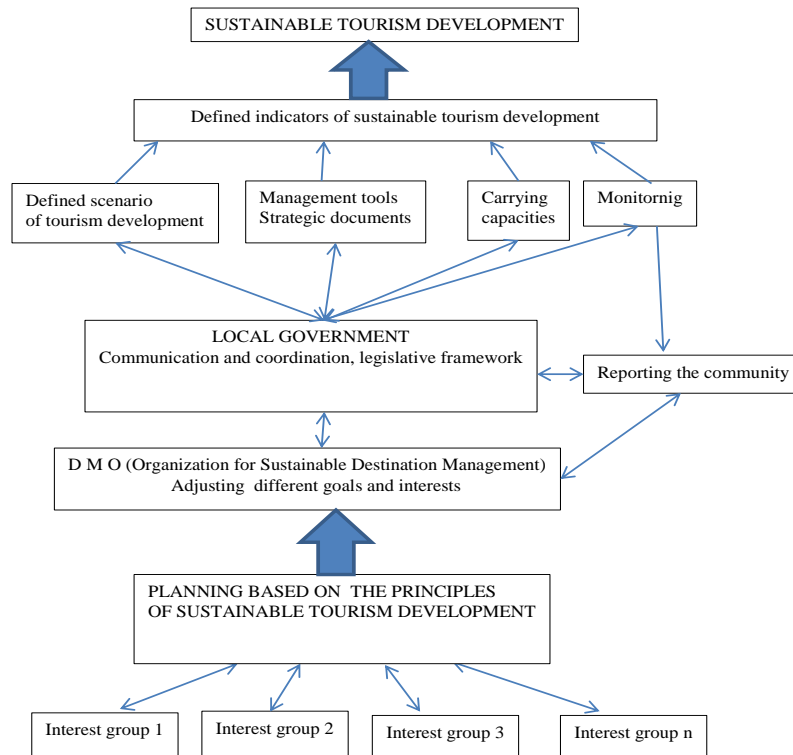 SUSTAINABLE TOURISM DEVELOPMENT
Defined indicators of sustainable tourism development
Defined scenario
of tourism development
Management tools
Strategic documents
Carrying
capacities
Monitornig
LOCAL GOVERNMENT
Communication and coordination, legislative framework
Reporting the community
D M O (Organization for Sustainable Destination Management)
Adjusting different goals and interests
PLANNING BASED ON THE PRINCIPLES
OF SUSTAINABLE TOURISM DEVELOPMENT
Interest group 1
Interest group 2
Interest group 3
Interest group n